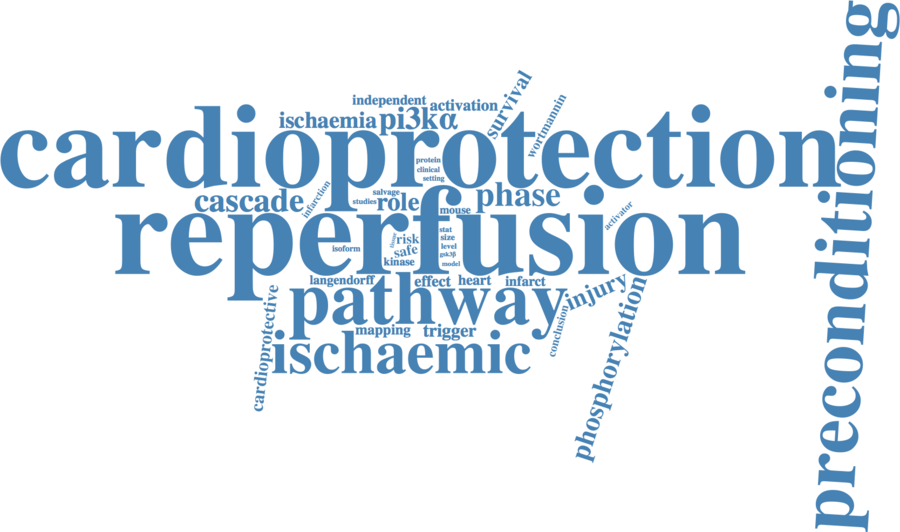 preconditioning
survival
independent
activation
wortmannin
ischaemia
pi3kα
cardioprotection
protein
clinical
setting
infarction
salvage
studies
cascade
role
phase
mouse
activator
reperfusion
stat
size
risk
level
safe
isoform
gsk3β
kinase
model
langendorff
effect
heart
infarct
injury
pathway
cardioprotective
mapping
trigger
conclusion
phosphorylation
ischaemic